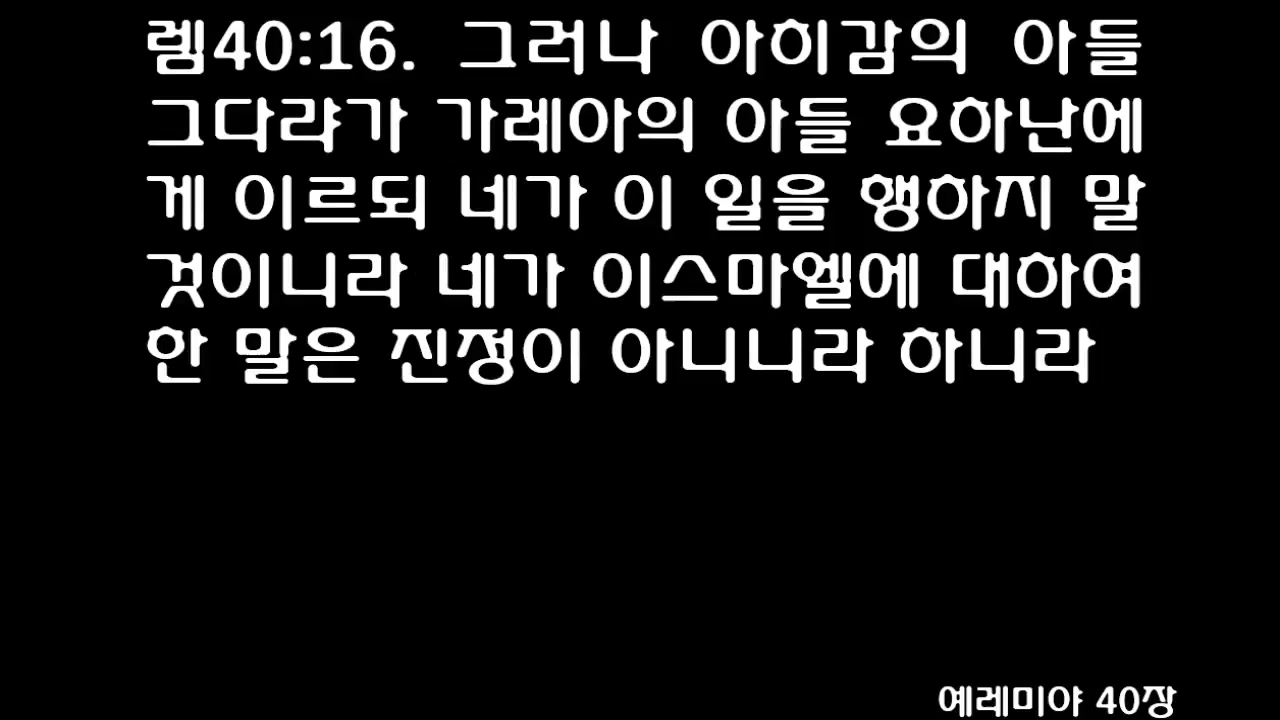 렘40:16. 그러나 아히감의 아들
그다랴가 가레아의 아들 요하난에
게 이르되 네가 이 일을 행하지 말
것이니라 네가 이스마엘에 대하여
한 말은 진정이 아니니라 하니라
예레미야 40장